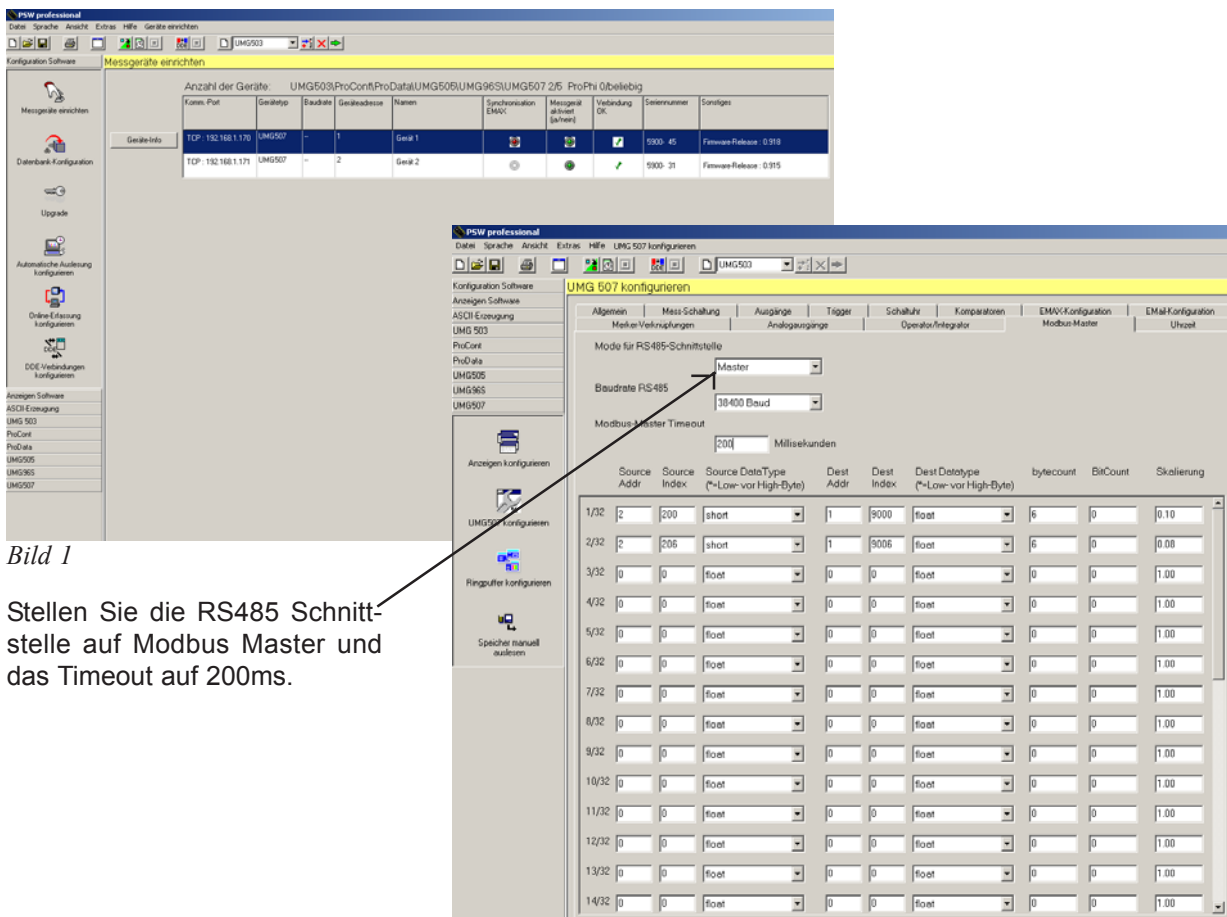 PSW professional
Datei Sprache Ansicht Extras Hilfe Geräte einrichten
UMG503
Konfiguration Software
Messgeräte einrichten
Datenbank-Konfiguration
Upgrade
Automatische Auslesung
konfigurieren
Online-Erfassung
konfigurieren
DDE
DDE-Verbindungen
konfigurieren
Anzeigen Software
ASCII-Erzeugung
UMG 503
ProCont
ProData
UMG505
UMG96S
UMG507
Messgeräte einrichten
Anzahl der Geräte: UMG503\ProCont\ProData\UMG505\UMG96S\UMG507 2/5 ProPhi 0/beliebig
Komm.-Port Gerätetyp Baudrate Geräteadresse Namen Synchronisation EMAX Messgerät aktiviert (ja/nein) Verbindung OK. Seriennummer Sonstiges
Geräte-Info TCP : 192.168.1.170 UMG507 -- 1 Gerät 1 5900- 45 Firmware-Release : 0.918
TCP : 192.168.1.171 UMG507 -- 2 Gerät 2 5900- 31 Firmware-Release : 0.915
Bild 1
Stellen Sie die RS485 Schnitt-
stelle auf Modbus Master und
das Timeout auf 200ms.
PSW professional
Datei Sprache Ansicht Extras Hilfe UMG 507 konfigurieren
UMG503
Konfiguration Software
Anzeigen Software
ASCII-Erzeugung
UMG 503
ProCont
ProData
UMG505
UMG96S
UMG507
Anzeigen konfigurieren
UMG507 konfigurieren
Ringpuffer konfigurieren
Speicher manuell
auslesen
UMG 507 konfigurieren
Allgemein Mess-Schaltung Ausgänge Trigger Schaltuhr Komparatoren EMAX-Konfiguration EMail-Konfiguration
Merker-Verknüpfungen Analogausgänge Operator/Integrator Modbus-Master Uhrzeit
Mode für RS485-Schnittstelle
Master
Baudrate RS485
38400 Baud
Modbus-Master Timeout
200 Millisekunden
Source Source Source DataType Dest Dest Dest Datatype bytecount BitCount Skalierung
Addr Index (*=Low- vor High-Byte) Addr Index (*=Low- vor High-Byte)
1/32 2 200 short 1 9000 float 6 0 0.10
2/32 2 206 short 1 9006 float 6 0 0.08
3/32 0 0 float 0 0 float 0 0 1.00
4/32 0 0 float 0 0 float 0 0 1.00
5/32 0 0 float 0 0 float 0 0 1.00
6/32 0 0 float 0 0 float 0 0 1.00
7/32 0 0 float 0 0 float 0 0 1.00
8/32 0 0 float 0 0 float 0 0 1.00
9/32 0 0 float 0 0 float 0 0 1.00
10/32 0 0 float 0 0 float 0 0 1.00
11/32 0 0 float 0 0 float 0 0 1.00
12/32 0 0 float 0 0 float 0 0 1.00
13/32 0 0 float 0 0 float 0 0 1.00
14/32 0 0 float 0 0 float 0 0 1.00